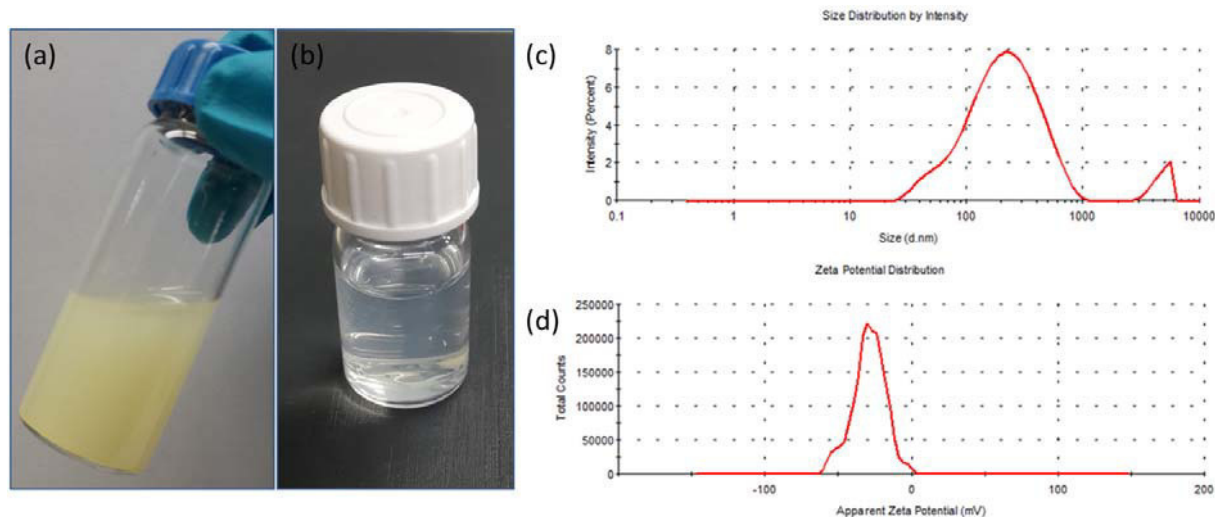 (a)
(b)
(c)
Size Distribution by Intensity
Intensity (Percent)
8
6
4
2
0
0.1 1 10 100 1000 10000
Size (d.nm)
(d)
Zeta Potential Distribution
Total Counts
250000
200000
150000
100000
50000
0
-100 0 100 200
Apparent Zeta Potential (mV)